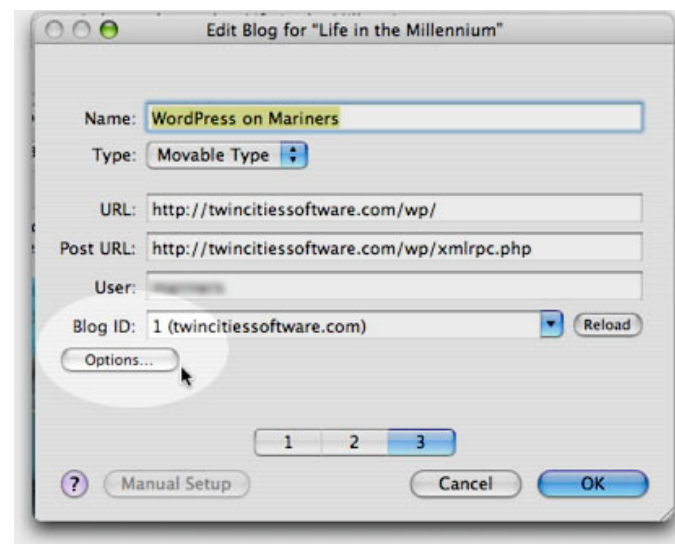 Edit Blog for "Life in the Millennium"
Name: WordPress on Mariners
Type: Movable Type
URL: http://twincitiessoftware.com/wp/
Post URL: http://twincitiessoftware.com/wp/xmlrpc.php
User:
Blog ID: 1 (twincitiessoftware.com) Reload
Options...
1 2 3
? Manual Setup Cancel OK